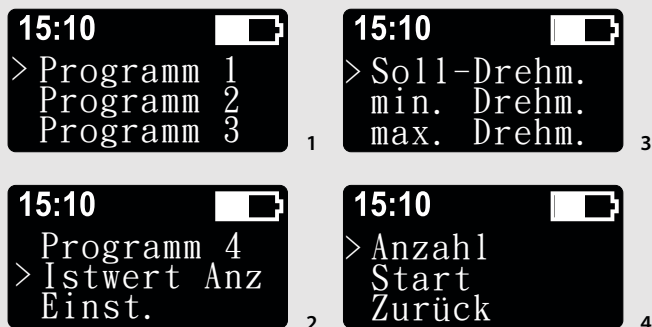 15:10
> Programm 1
Programm 2
Programm 3
1
15:10
Programm 4
> Istwert Anz
Einst.
2
15:10
> Soll-Drehm.
min. Drehm.
max. Drehm.
3
15:10
> Anzahl
Start
Zurück
4